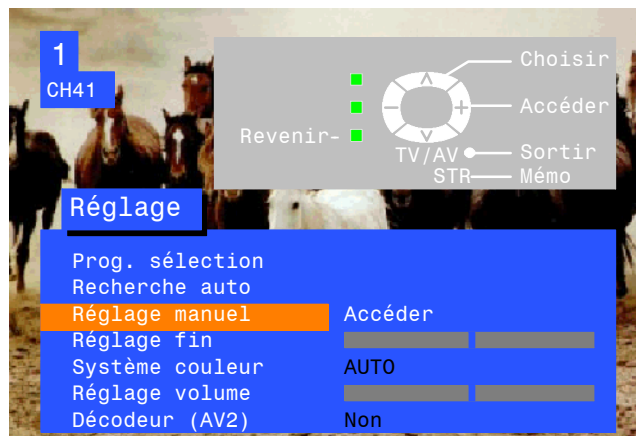 1
CH41
Choisir
Accéder
Revenir-
TV/AV Sortir
STR Mémo
Réglage
Prog. sélection
Recherche auto
Réglage manuel Accéder
Réglage fin
Système couleur AUTO
Réglage volume
Décodeur (AV2) Non